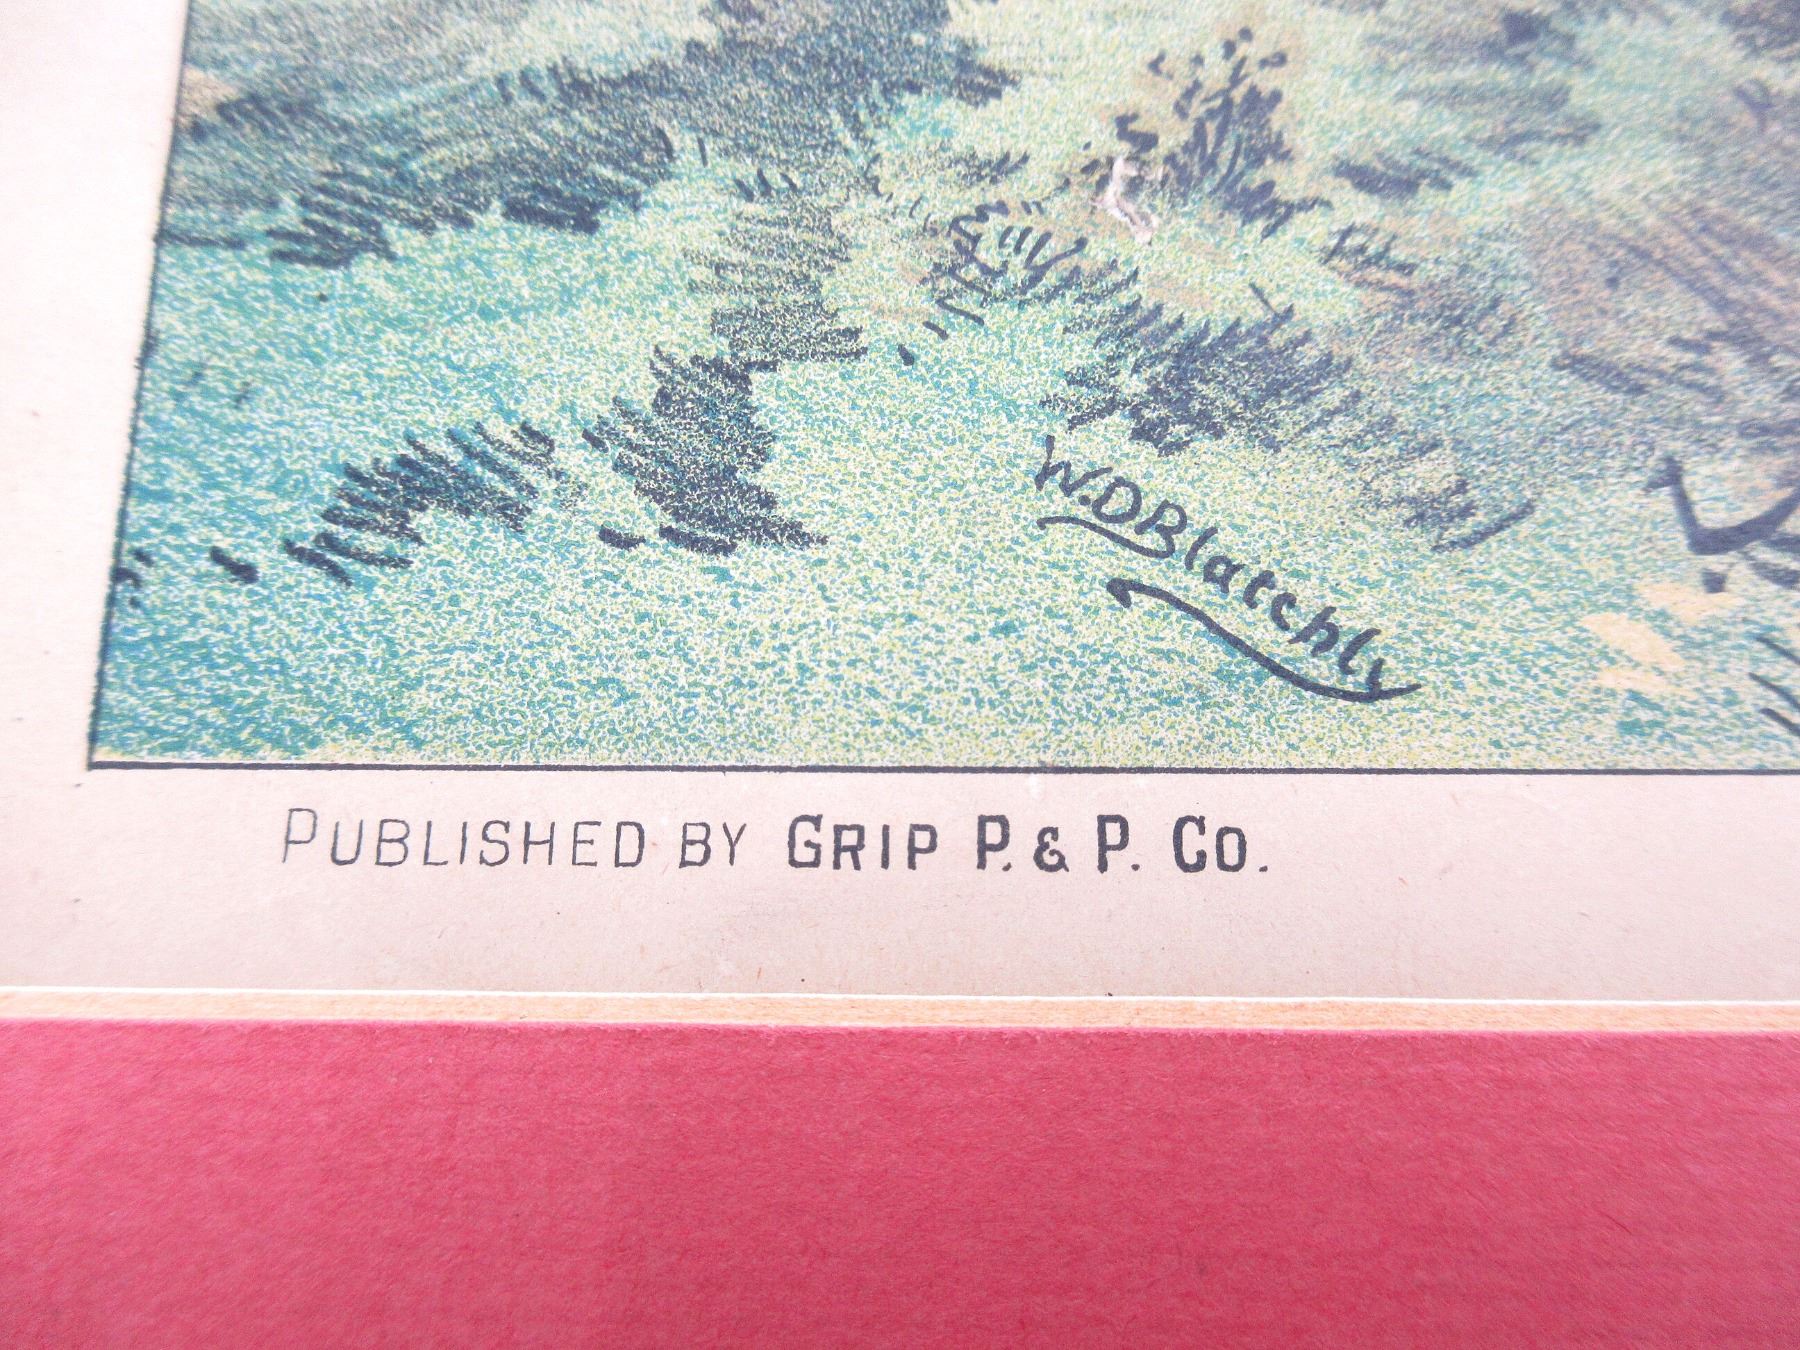 W.D Blatchly
PUBLISHED BY GRIP P. & P. CO.